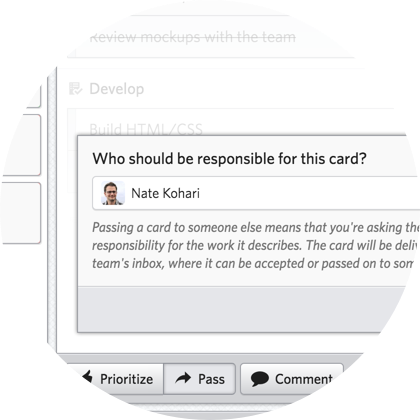 Review mockups with the team
Develop
Build HTML/CSS
Who should be responsible for this card?
Nate Kohari
Passing a card to someone else means that you're asking the
responsibility for the work it describes. The card will be
team's inbox, where it can be accepted or passed on to
Prioritize
Pass
Comment